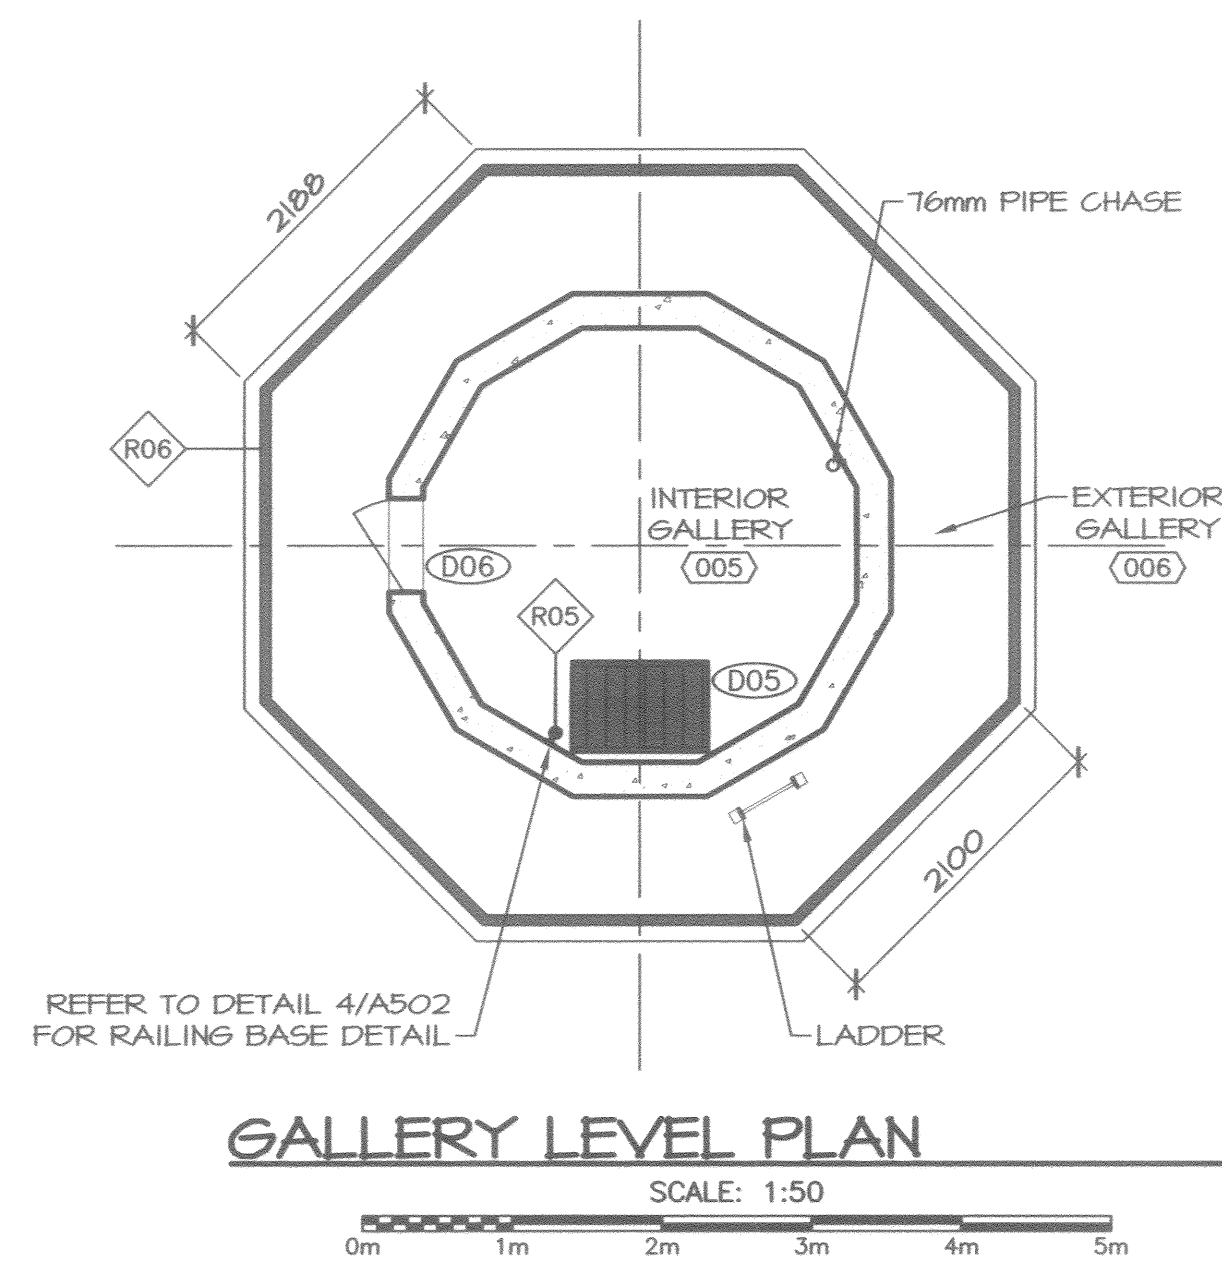 2188
76mm PIPE CHASE
R06
INTERIOR
GALLERY
005
EXTERIOR
GALLERY
006
D06
R05
D05
2100
REFER TO DETAIL 4/A502
FOR RAILING BASE DETAIL
LADDER
GALLERY LEVEL PLAN
SCALE: 1:50
0m 1m 2m 3m 4m 5m